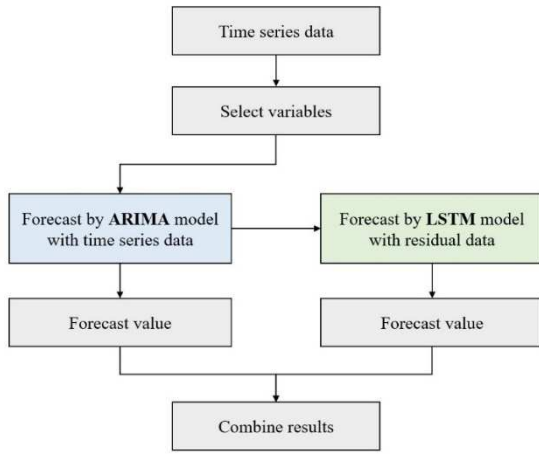 Time series data
Select variables
Forecast by ARIMA model
with time series data
Forecast by LSTM model
with residual data
Forecast value
Forecast value
Combine results